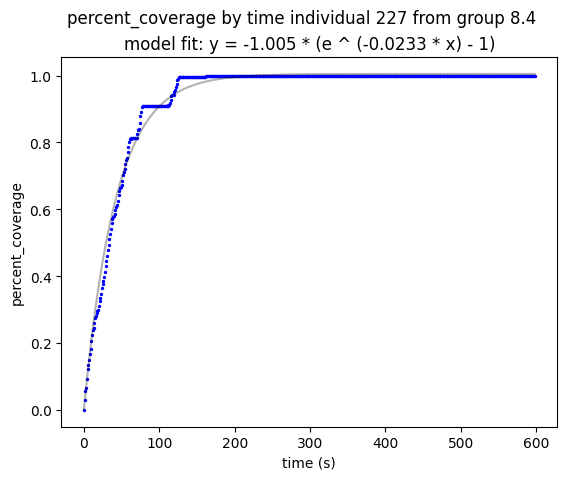 percent_coverage by time individual 227 from group 8.4
model fit: y = -1.005 * (e ^ (-0.0233 * x) - 1)
1.0
0.8
0.6
0.4
0.2
0.0
percent_coverage
0 100 200 300 400 500 600
time (s)